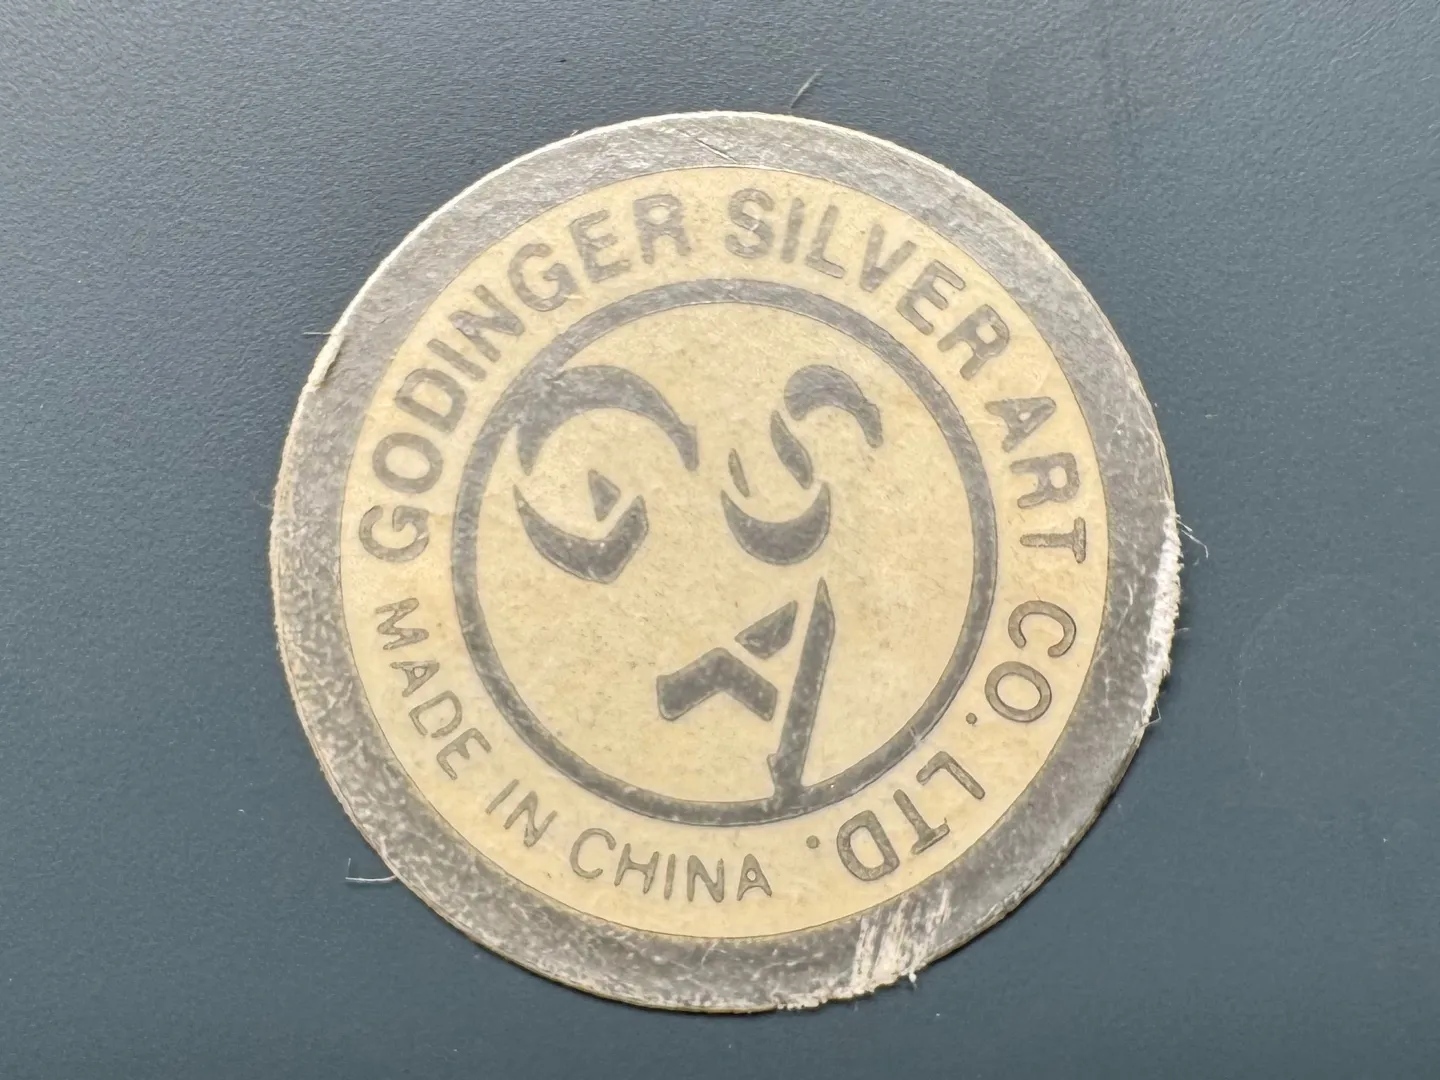 GODINGER SILVER ART CO. LTD.
MADE IN CHINA